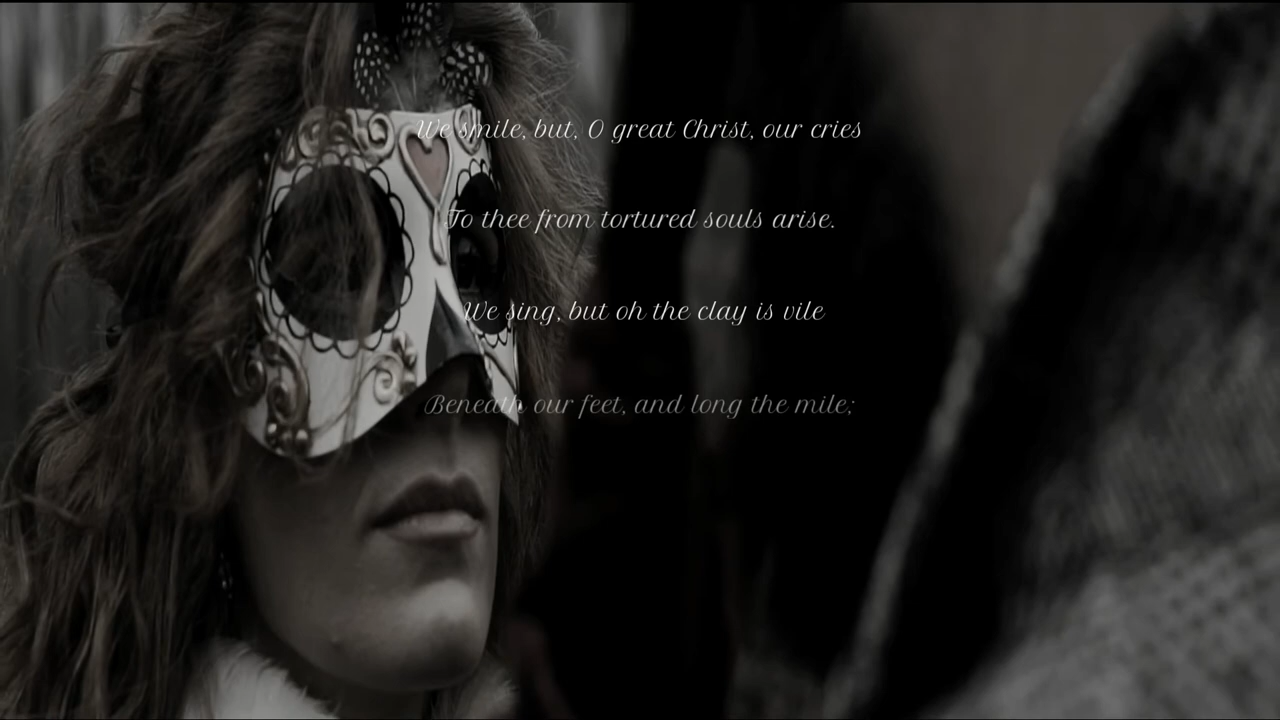 We smile, but, O great Christ, our cries
To thee from tortured souls arise.
We sing, but oh the clay is vile
Beneath our feet, and long the mile;